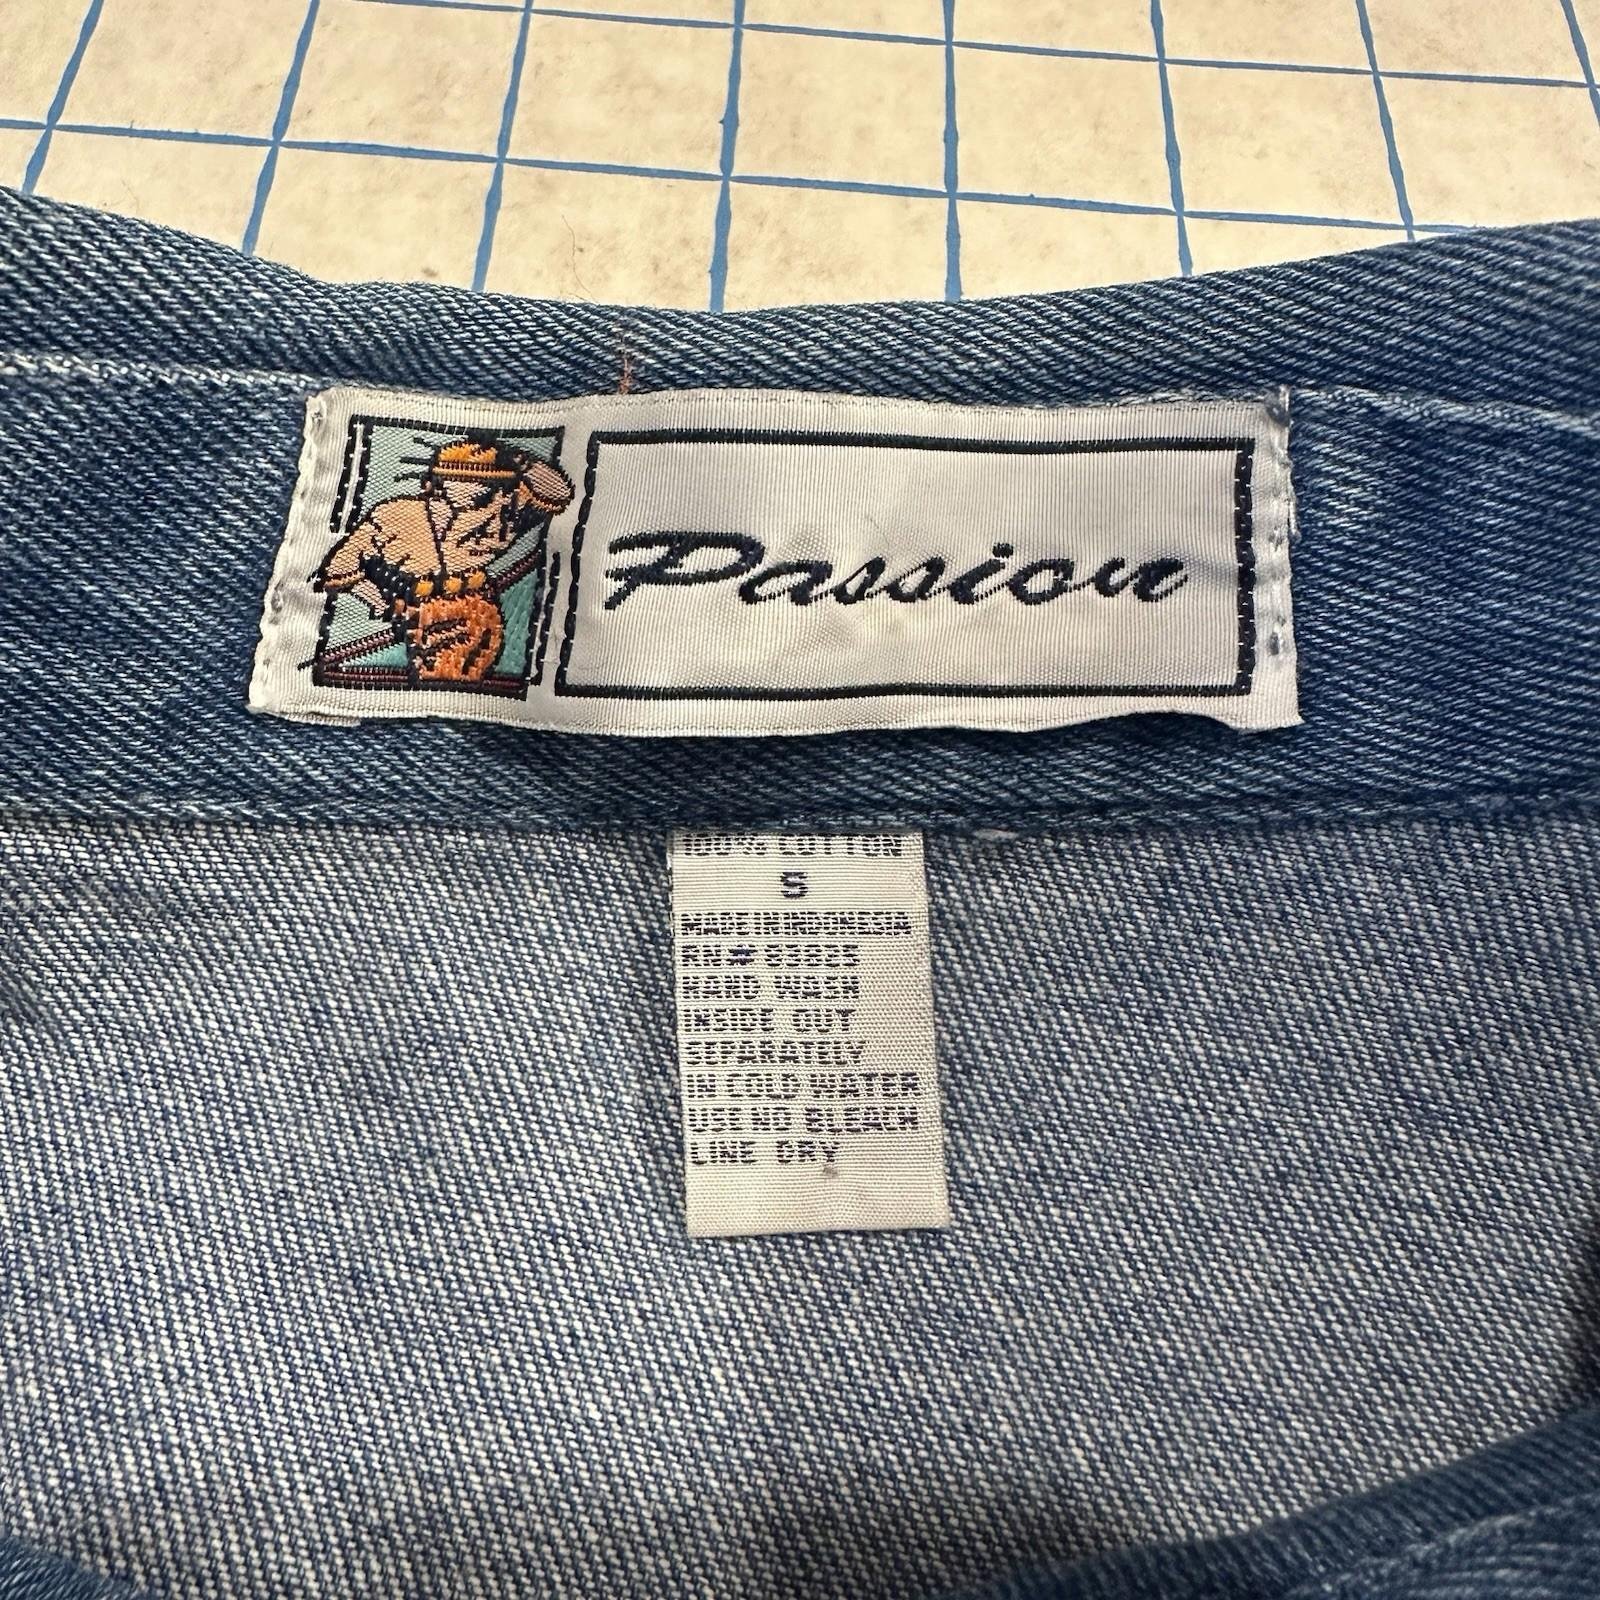 Passion
100% COTTON
S
MADE IN INDONESIA
RN#
HAND WASH
INSIDE OUT
SEPARATELY
IN COLD WATER
USE NO BLEACH
LINE DRY